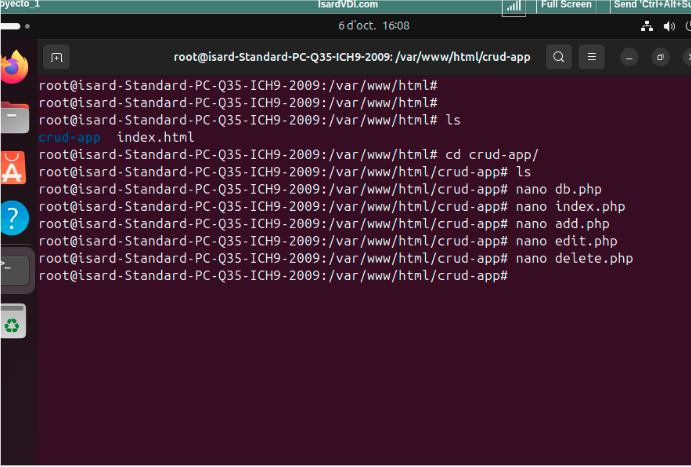 oyecto_1 IsardVDI.com Full Screen Send 'Ctrl+Alt+Su
6 d'oct. 16:08
root@isard-Standard-PC-Q35-ICH9-2009: /var/www/html/crud-app
root@isard-Standard-PC-Q35-ICH9-2009:/var/www/html#
root@isard-Standard-PC-Q35-ICH9-2009:/var/www/html#
root@isard-Standard-PC-Q35-ICH9-2009:/var/www/html# ls
crud-app index.html
root@isard-Standard-PC-Q35-ICH9-2009:/var/www/html# cd crud-app/
root@isard-Standard-PC-Q35-ICH9-2009:/var/www/html/crud-app# ls
root@isard-Standard-PC-Q35-ICH9-2009:/var/www/html/crud-app# nano db.php
root@isard-Standard-PC-Q35-ICH9-2009:/var/www/html/crud-app# nano index.php
root@isard-Standard-PC-Q35-ICH9-2009:/var/www/html/crud-app# nano add.php
root@isard-Standard-PC-Q35-ICH9-2009:/var/www/html/crud-app# nano edit.php
root@isard-Standard-PC-Q35-ICH9-2009:/var/www/html/crud-app# nano delete.php
root@isard-Standard-PC-Q35-ICH9-2009:/var/www/html/crud-app#